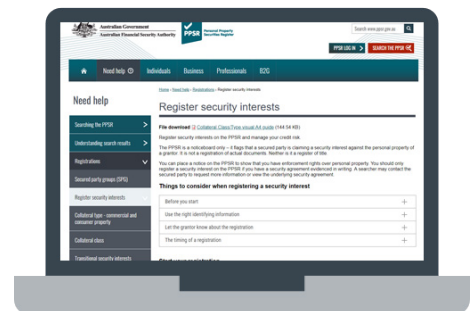 Australian Government
Australian Financial Security Authority
PPSR
Personal Property
Securities Register
Search www.ppsr.gov.au
PPSR LOG IN >
SEARCH THE PPSR
Need help
Individuals
Business
Professionals
B2G
Home › Need help › Registrations › Register security interests
Need help
Searching the PPSR >
Understanding search results >
Registrations
Secured party groups (SPG)
Register security interests
Collateral type - commercial and
consumer property
Collateral class
Transitional security interests
Register security interests
File download Collateral Class/Type visual A4 guide (144.54 KB)
Register security interests on the PPSR and manage your credit risk.
The PPSR is a noticeboard only – it flags that a secured party is claiming a security interest against the personal property of
a grantor. It is not a registration of actual documents. Neither is it a register of title.
You can place a notice on the PPSR to show that you have enforcement rights over personal property. You should only
register a security interest on the PPSR if you have a security agreement evidenced in writing. A searcher may contact the
secured party to request more information or view the underlying security agreement.
Things to consider when registering a security interest
Before you start +
Use the right identifying information +
Let the grantor know about the registration +
The timing of a registration +